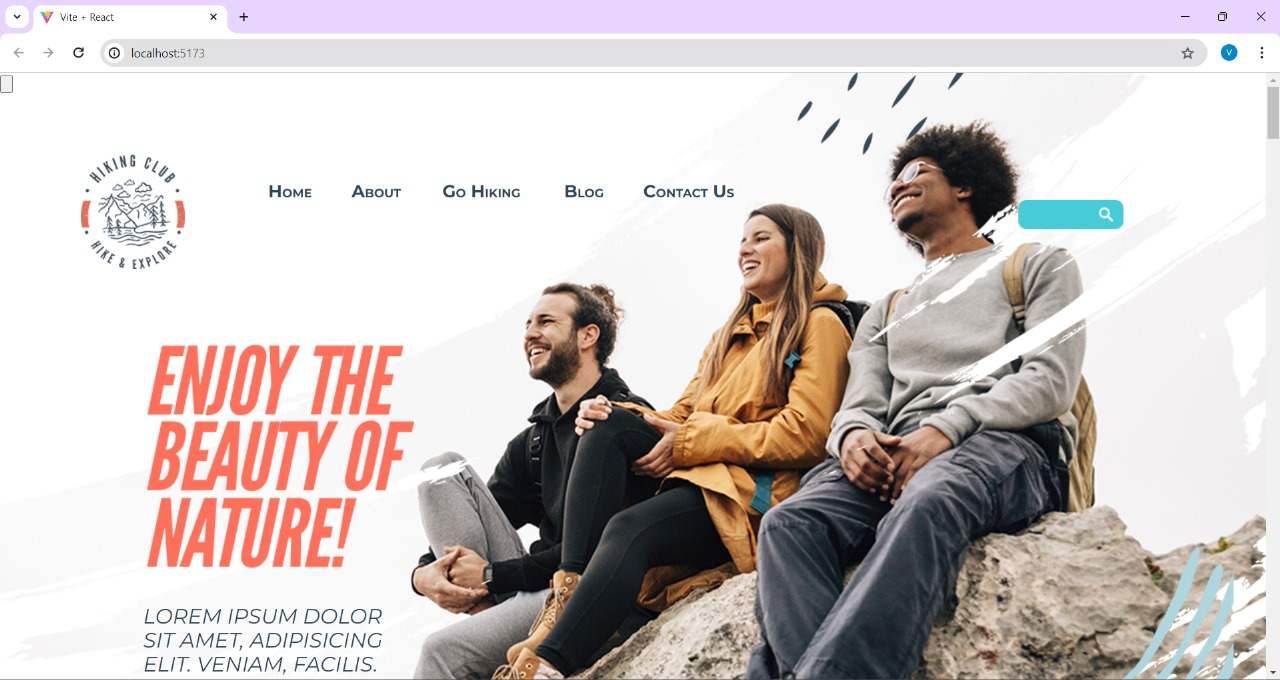 Vite + React
localhost:5173
V
HIKING CLUB
HIKE & EXPLORE
Home About Go Hiking Blog Contact Us
ENJOY THE
BEAUTY OF
NATURE!
LOREM IPSUM DOLOR
SIT AMET, ADIPISICING
ELIT. VENIAM, FACILIS.